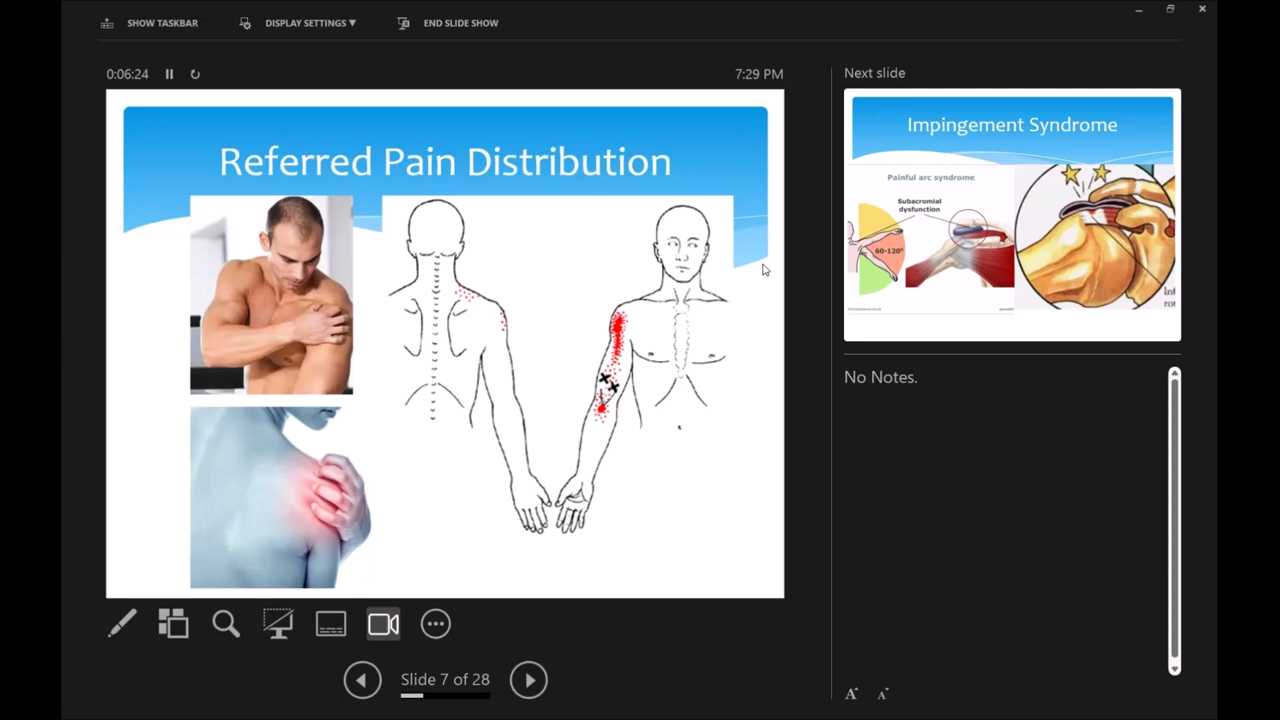 SHOW TASKBAR
DISPLAY SETTINGS ▼
END SLIDE SHOW
0:06:24
7:29 PM
Referred Pain Distribution
Slide 7 of 28
Next slide
Impingement Syndrome
Painful arc syndrome
Subacromial
dysfunction
60-120°
No Notes.
A
A